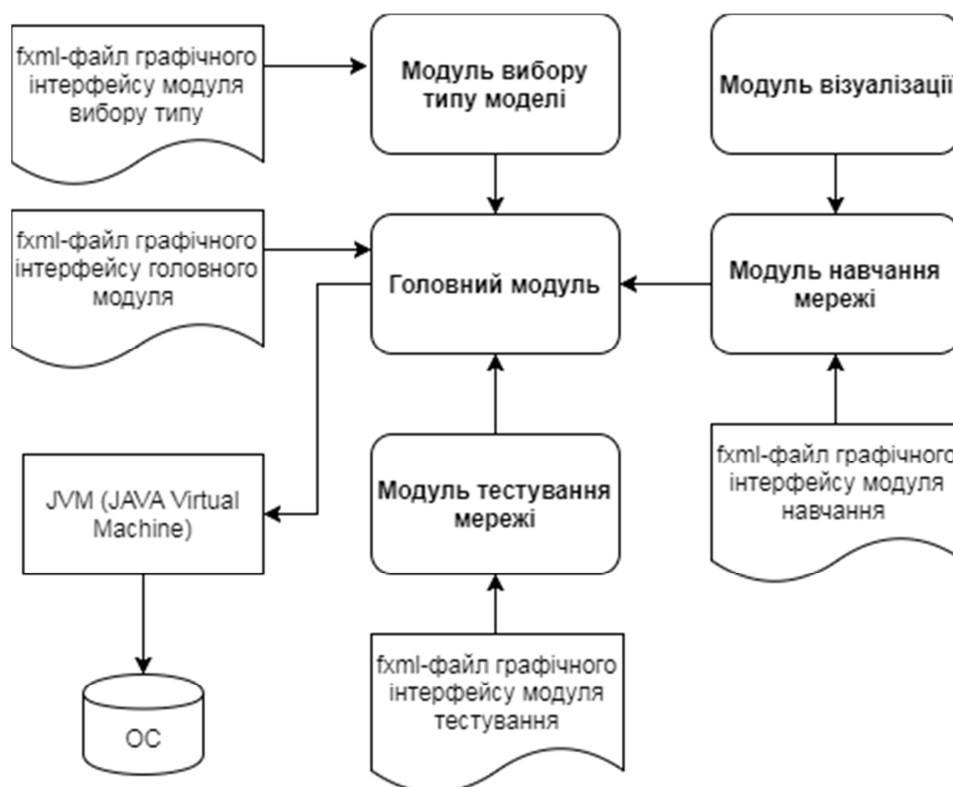 fxml-файл графічного
інтерфейсу модуля
вибору типу
Модуль вибору
типу моделі
Модуль візуалізації
fxml-файл графічного
інтерфейсу головного
модуля
Головний модуль
Модуль навчання
мережі
JVM (JAVA Virtual
Machine)
Модуль тестування
мережі
fxml-файл графічного
інтерфейсу модуля
навчання
fxml-файл графічного
інтерфейсу модуля
тестування
ОС